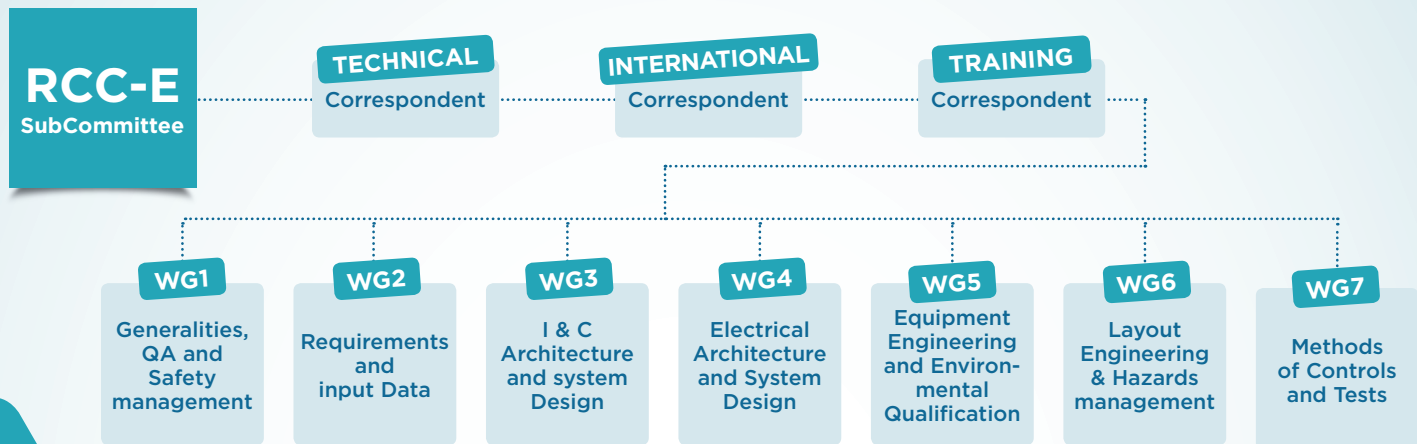 RCC-E
SubCommittee
TECHNICAL
Correspondent
INTERNATIONAL
Correspondent
TRAINING
Correspondent
WG1
Generalities,
QA and
Safety
management
WG2
Requirements
and
input Data
WG3
I & C
Architecture
and system
Design
WG4
Electrical
Architecture
and System
Design
WG5
Equipment
Engineering
and Environ-
mental
Qualification
WG6
Layout
Engineering
& Hazards
management
WG7
Methods
of Controls
and Tests